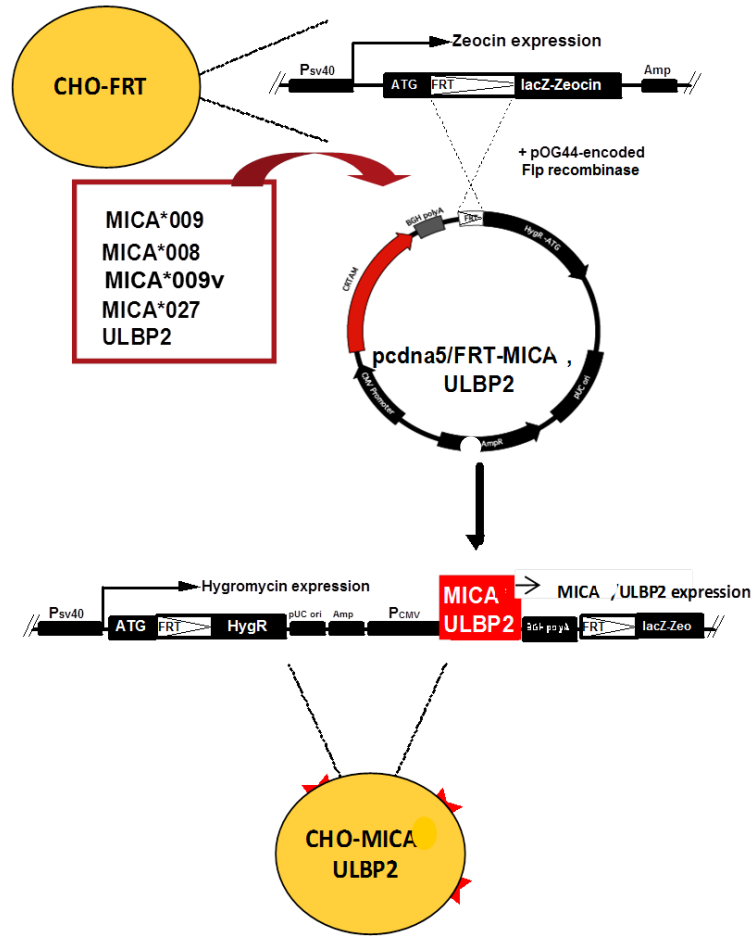 Psv40
Zeocin expression
Amp
CHO-FRT
//
ATG
FRT
lacZ-Zeocin
//
+ pOG44-encoded
Flp recombinase
MICA*009
MICA*008
MICA*009v
MICA*027
ULBP2
BGH polyA
FRT
HygR-ATG
CRTAM
pcdna5/FRT-MICA ,
ULBP2
CMV Promoter
pUC ori
AmpR
Hygromycin expression
MICA
ULBP2
MICA ,/ULBP2 expression
//
Psv40
pUC ori
Amp
PCMV
ATG
FRT
HygR
BGH polyA
FRT
lacZ-Zeo
//
CHO-MICA
ULBP2